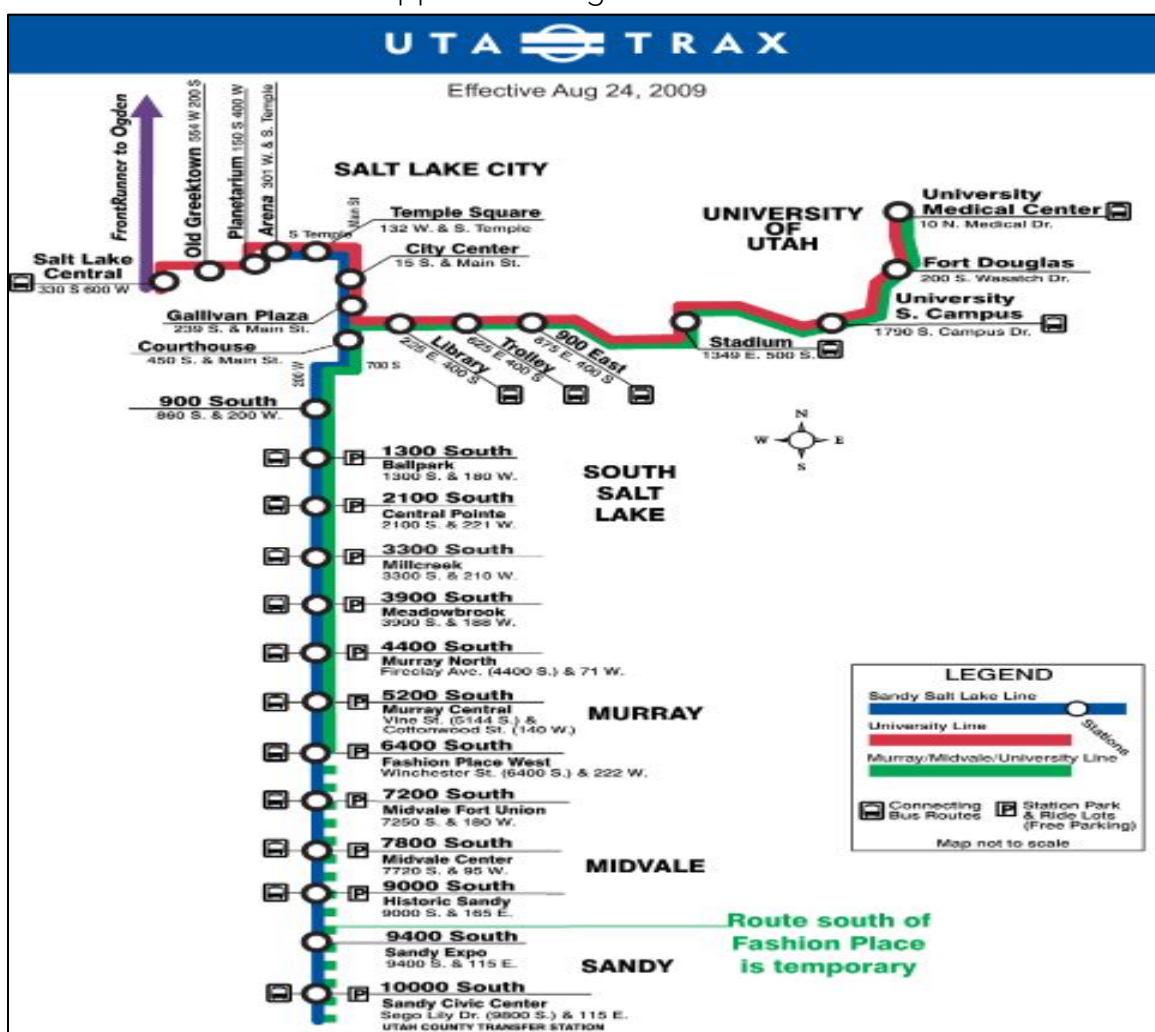 UTA TRAX
Effective Aug 24, 2009
FrontRunner to Ogden
Old Greektown 564 W 200 S
Planetarium 150 S 400 W
Arena 301 W. & S. Temple
SALT LAKE CITY
S Temple
Main St
Temple Square
132 W. & S. Temple
City Center
15 S. & Main St.
Salt Lake
Central
330 S 600 W
Gallivan Plaza
239 S. & Main St.
Courthouse
450 S. & Main St.
200 W
700 S
Library
225 E. 400 S
Trolley
625 E. 400 S
900 East
875 E. 400 S
Stadium
1349 E. 500 S.
UNIVERSITY
OF
UTAH
University
Medical Center
10 N. Medical Dr.
Fort Douglas
200 S. Wasatch Dr.
University
S. Campus
1790 S. Campus Dr.
N
W E
S
900 South
860 S. & 200 W.
P 1300 South
Ballpark
1300 S. & 180 W.
P 2100 South
Central Pointe
2100 S. & 221 W.
SOUTH
SALT
LAKE
P 3300 South
Millcreek
3300 S. & 210 W.
P 3900 South
Meadowbrook
3900 S. & 188 W.
P 4400 South
Murray North
Fireclay Ave. (4400 S.) & 71 W.
P 5200 South
Murray Central
Vine St. (5144 S.) &
Cottonwood St. (140 W.)
MURRAY
P 6400 South
Fashion Place West
Winchester St. (6400 S.) & 222 W.
P 7200 South
Midvale Fort Union
7250 S. & 180 W.
P 7800 South
Midvale Center
7720 S. & 95 W.
MIDVALE
P 9000 South
Historic Sandy
9000 S. & 165 E.
9400 South
Sandy Expo
9400 S. & 115 E.
SANDY
P 10000 South
Sandy Civic Center
Sego Lily Dr. (9800 S.) & 115 E.
UTAH COUNTY TRANSFER STATION
Route south of
Fashion Place
is temporary
LEGEND
Sandy Salt Lake Line
Stations
University Line
Murray/Midvale/University Line
Connecting
Bus Routes
P Station Park
& Ride Lots
(Free Parking)
Map not to scale